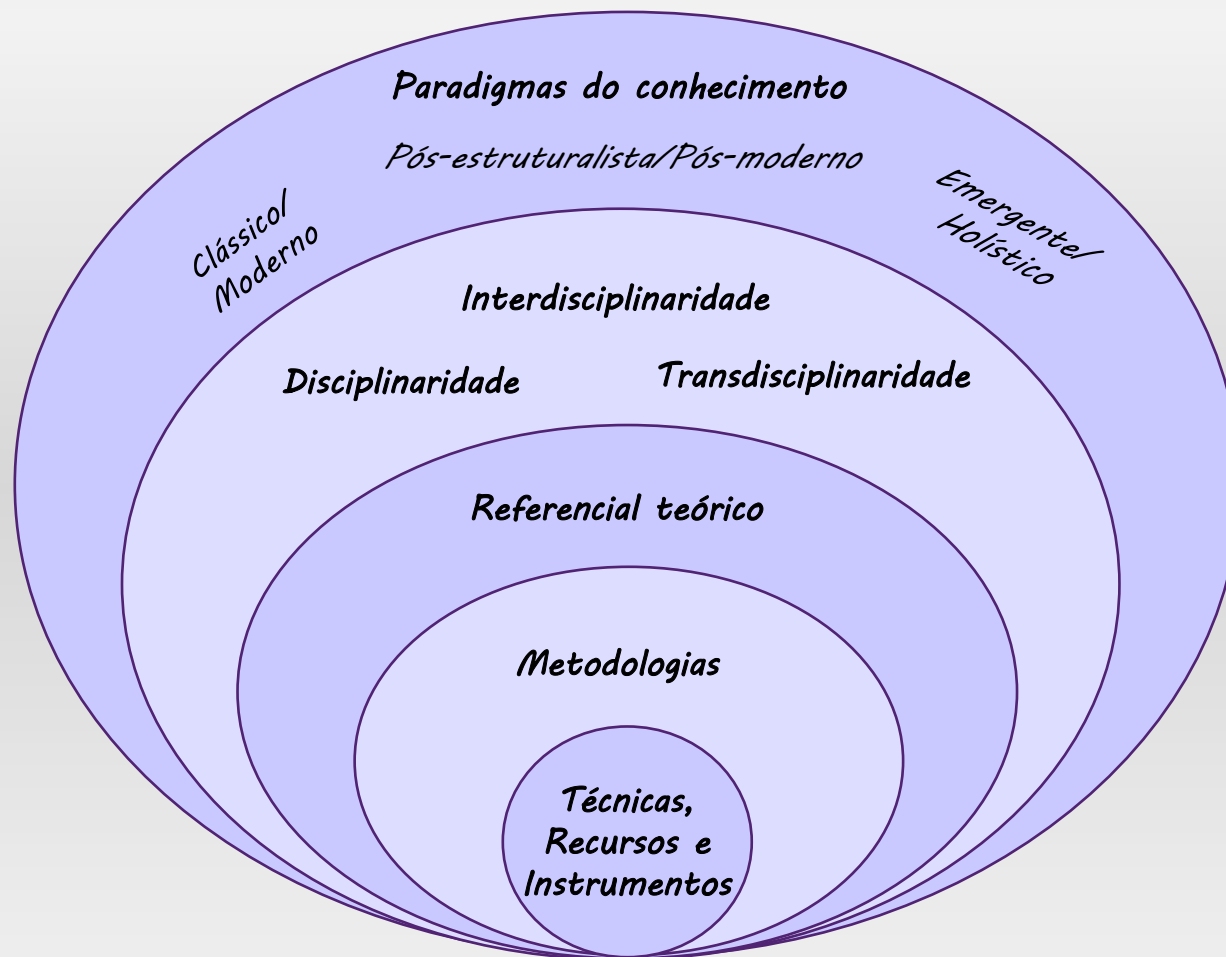 Paradigmas do conhecimento
Pós-estruturalista/Pós-moderno
Clássico/
Moderno
Emergente/
Holístico
Interdisciplinaridade
Disciplinaridade
Transdisciplinaridade
Referencial teórico
Metodologias
Técnicas,
Recursos e
Instrumentos